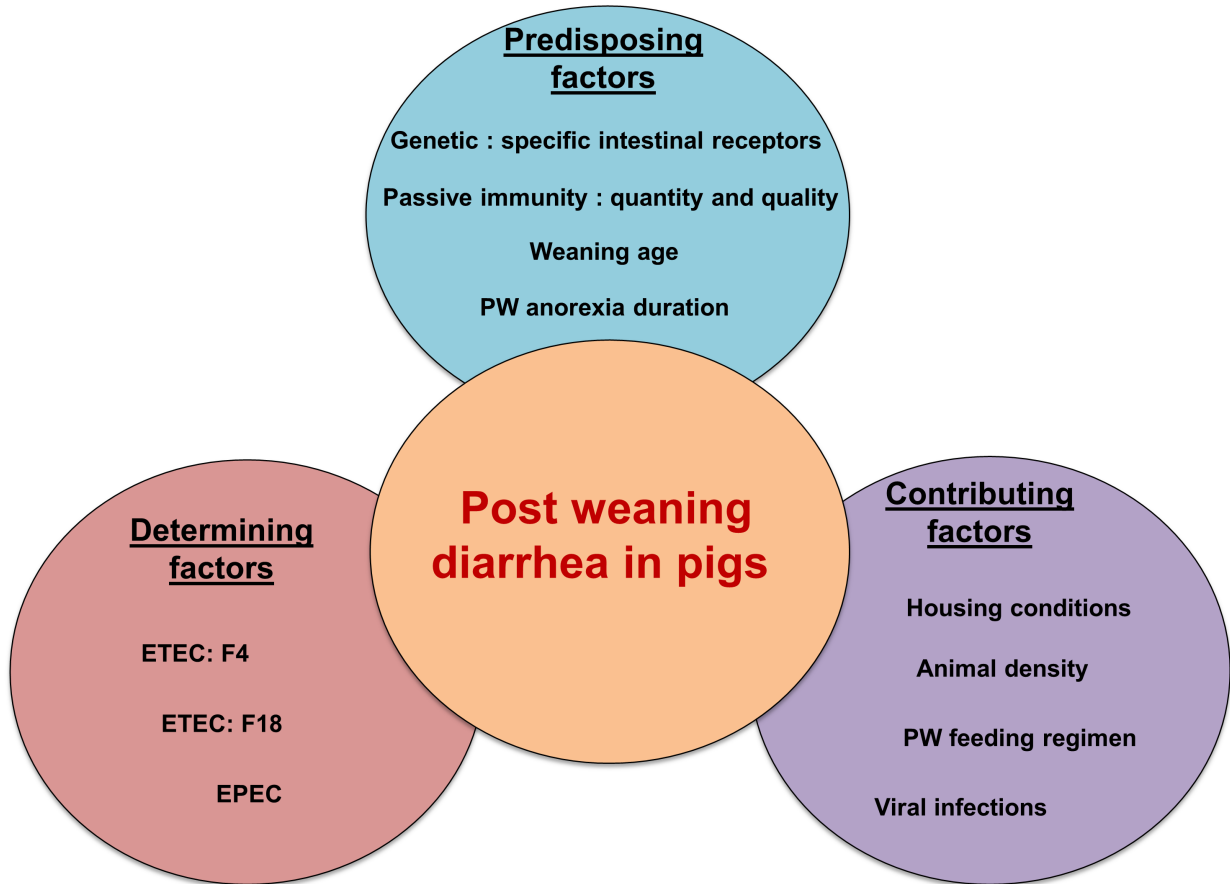 Predisposing
factors
Genetic : specific intestinal receptors
Passive immunity : quantity and quality
Weaning age
PW anorexia duration
Post weaning
diarrhea in pigs
Determining
factors
ETEC: F4
ETEC: F18
EPEC
Contributing
factors
Housing conditions
Animal density
PW feeding regimen
Viral infections